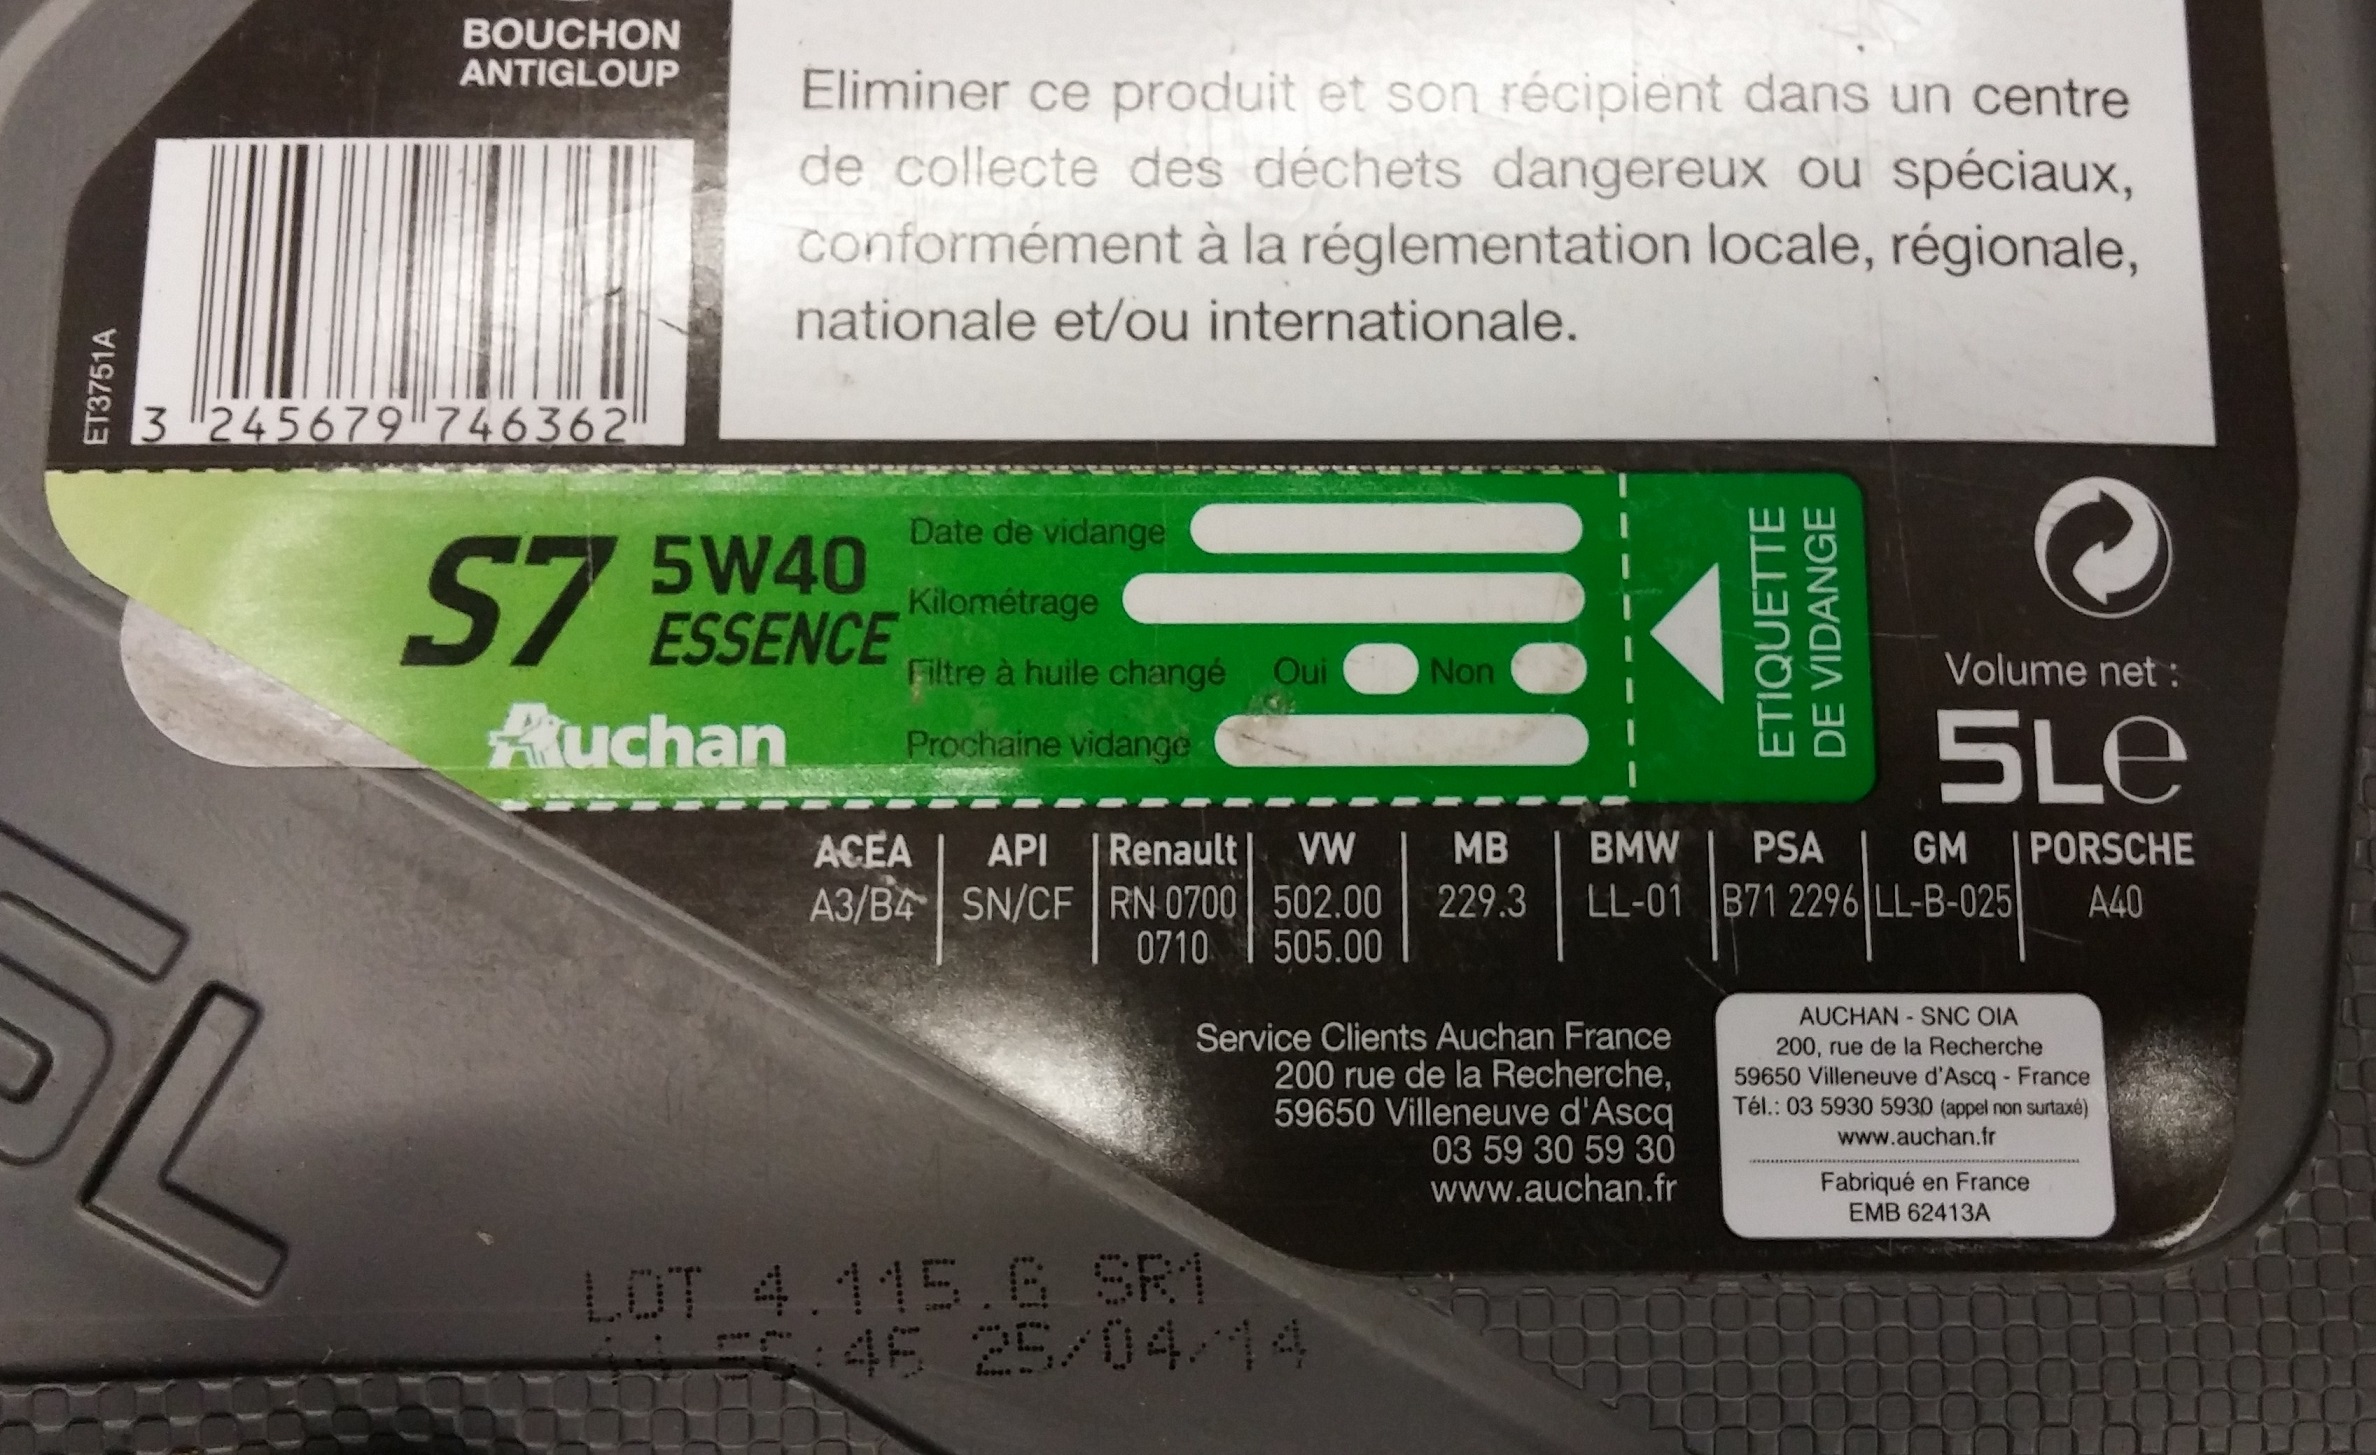 BOUCHON
ANTIGLOUP
Eliminer ce produit et son récipient dans un centre
de collecte des déchets dangereux ou spéciaux,
conformément à la réglementation locale, régionale,
nationale et/ou internationale.
ET3751A
3 245679 746362
S7 5W40
ESSENCE
Auchan
Date de vidange
Kilométrage
Filtre à huile changé Oui Non
Prochaine vidange
ETIQUETTE
DE VIDANGE
Volume net :
5Le
ACEA API Renault VW MB BMW PSA GM PORSCHE
A3/B4 SN/CF RN 0700 502.00 229.3 LL-01 B71 2296 LL-B-025 A40
0710 505.00
Service Clients Auchan France
200 rue de la Recherche,
59650 Villeneuve d'Ascq
03 59 30 59 30
www.auchan.fr
AUCHAN - SNC OIA
200, rue de la Recherche
59650 Villeneuve d'Ascq - France
Tél.: 03 5930 5930 (appel non surtaxé)
www.auchan.fr
Fabriqué en France
EMB 62413A
LOT 4.115.G SR1
25/04/14